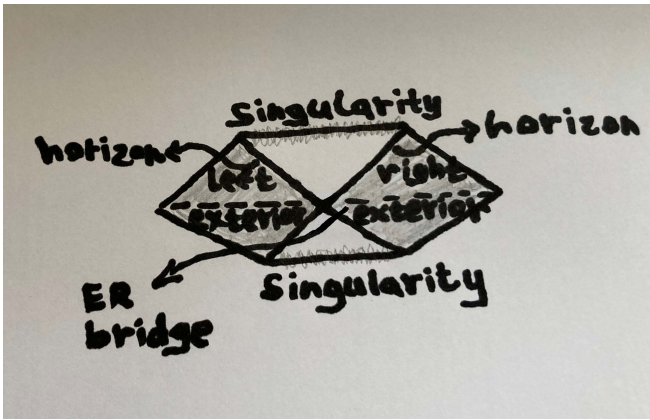 Singularity
horizon
horizon
left
exterior
right
exterior
Singularity
ER
bridge